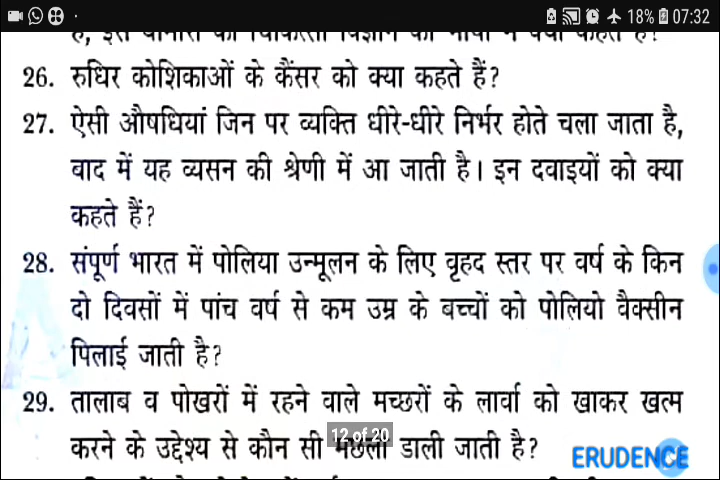 18% 07:32
26. रुधिर कोशिकाओं के कैंसर को क्या कहते हैं?
27. ऐसी औषधियां जिन पर व्यक्ति धीरे-धीरे निर्भर होते चला जाता है,
बाद में यह व्यसन की श्रेणी में आ जाती है। इन दवाइयों को क्या
कहते हैं?
28. संपूर्ण भारत में पोलिया उन्मूलन के लिए वृहद स्तर पर वर्ष के किन
दो दिवसों में पांच वर्ष से कम उम्र के बच्चों को पोलियो वैक्सीन
पिलाई जाती है?
29. तालाब व पोखरों में रहने वाले मच्छरों के लार्वा को खाकर खत्म
करने के उद्देश्य से कौन सी मछली डाली जाती है?
12 of 20
ERUDENCE